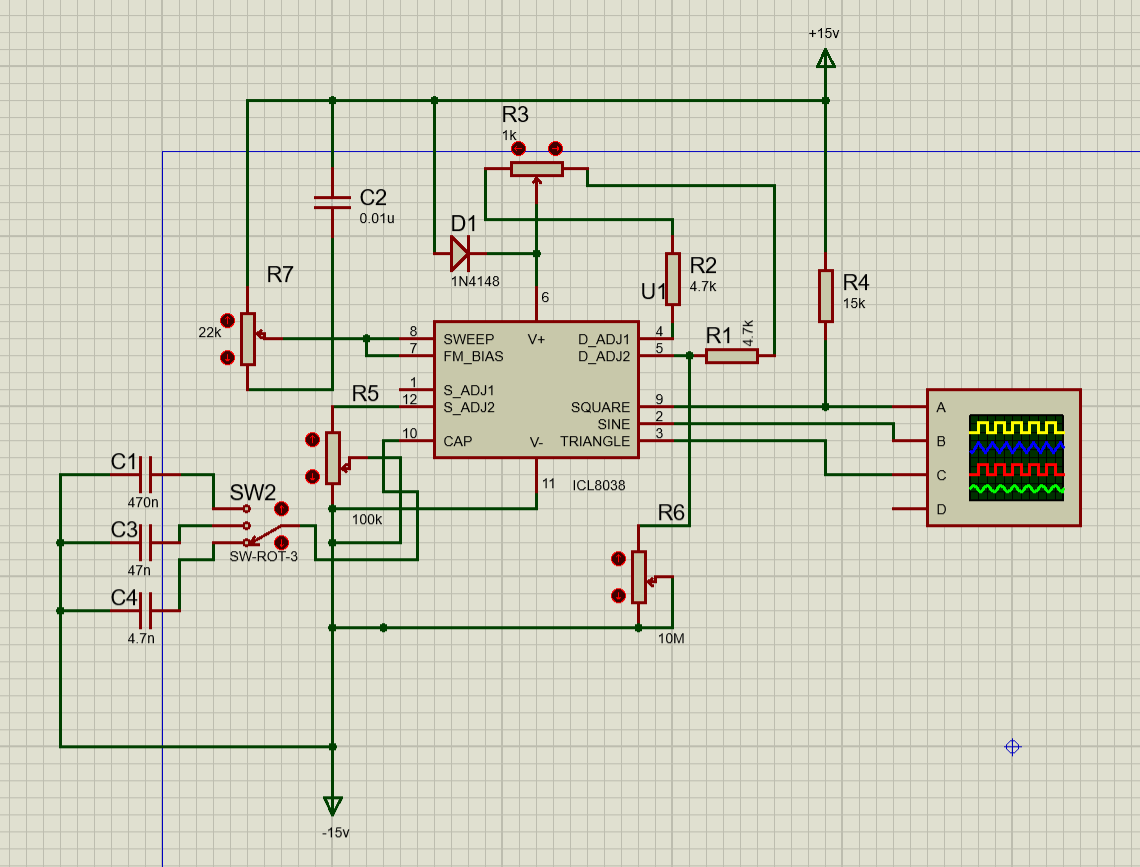 +15v
R3
1k
C2
0.01u
D1
1N4148
R7
22k
R2
4.7k
U1
R4
15k
6
8
SWEEP
V+
D_ADJ1
4
7
FM_BIAS
D_ADJ2
5
R1
4.7k
1
S_ADJ1
12
S_ADJ2
SQUARE
9
SINE
2
10
CAP
V-
TRIANGLE
3
11
ICL8038
R5
100k
C1
470n
C3
47n
C4
4.7n
SW2
SW-ROT-3
R6
10M
A
B
C
D
-15v